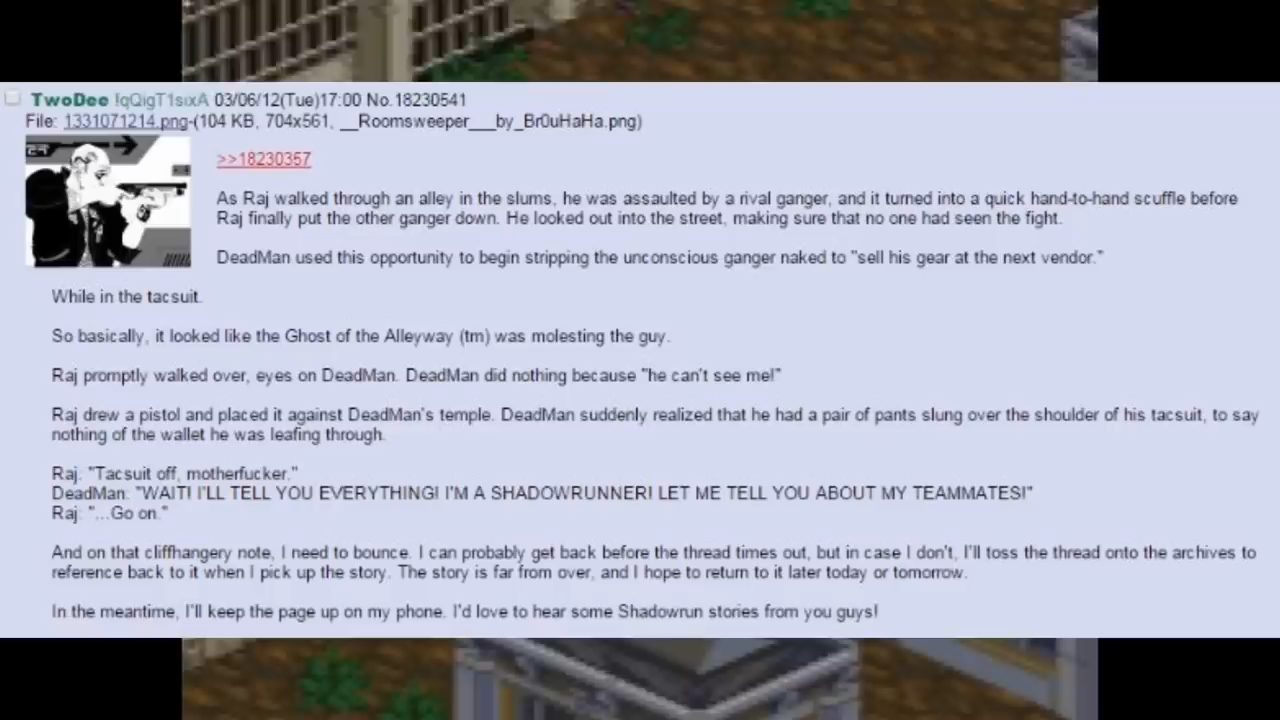 TwoDee !qQigT1sixA 03/06/12(Tue)17:00 No.18230541
File: 1331071214.png-(104 KB, 704x561, __Roomsweeper___by_Br0uHaHa.png)
>>18230357
As Raj walked through an alley in the slums, he was assaulted by a rival ganger, and it turned into a quick hand-to-hand scuffle before
Raj finally put the other ganger down. He looked out into the street, making sure that no one had seen the fight.
DeadMan used this opportunity to begin stripping the unconscious ganger naked to "sell his gear at the next vendor."
While in the tacsuit.
So basically, it looked like the Ghost of the Alleyway (tm) was molesting the guy.
Raj promptly walked over, eyes on DeadMan. DeadMan did nothing because "he can't see me!"
Raj drew a pistol and placed it against DeadMan's temple. DeadMan suddenly realized that he had a pair of pants slung over the shoulder of his tacsuit, to say
nothing of the wallet he was leafing through.
Raj: "Tacsuit off, motherfucker."
DeadMan: "WAIT! I'LL TELL YOU EVERYTHING! I'M A SHADOWRUNNER! LET ME TELL YOU ABOUT MY TEAMMATES!"
Raj: "...Go on."
And on that cliffhangery note, I need to bounce. I can probably get back before the thread times out, but in case I don't, I'll toss the thread onto the archives to
reference back to it when I pick up the story. The story is far from over, and I hope to return to it later today or tomorrow.
In the meantime, I'll keep the page up on my phone. I'd love to hear some Shadowrun stories from you guys!